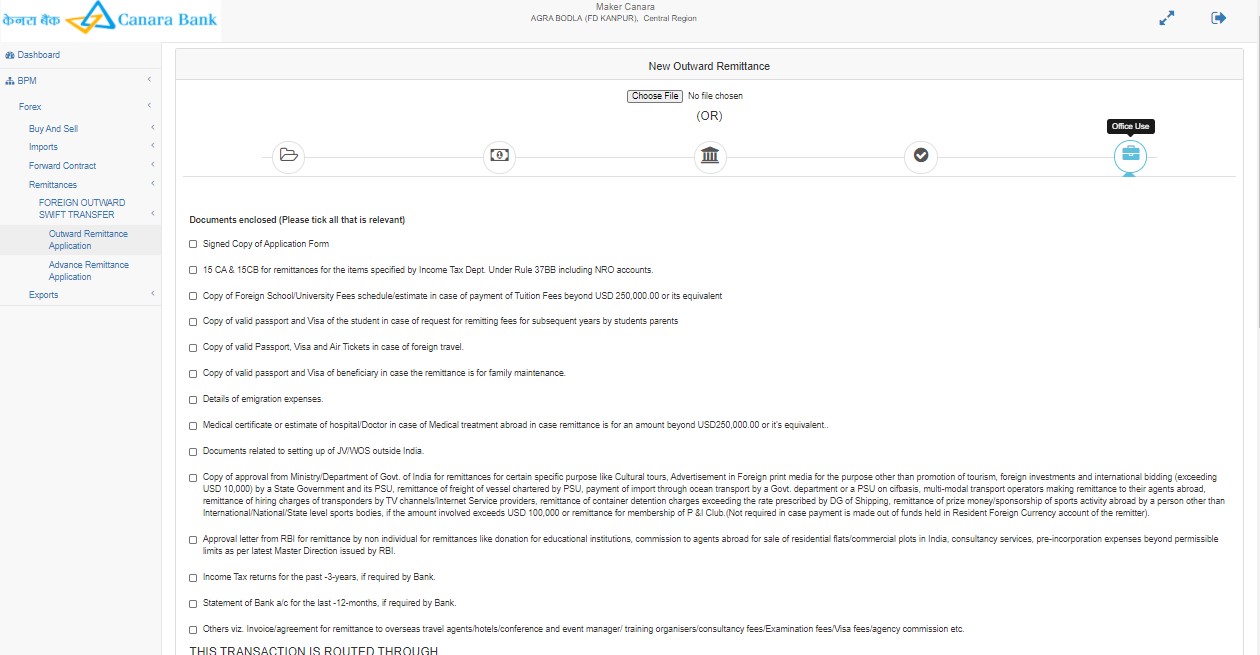 केनरा बैंक Canara Bank
Maker Canara
AGRA BODLA (FD KANPUR), Central Region
Dashboard
BPM
Forex
Buy And Sell
Imports
Forward Contract
Remittances
FOREIGN OUTWARD
SWIFT TRANSFER
Outward Remittance
Application
Advance Remittance
Application
Exports
New Outward Remittance
Choose File No file chosen
(OR)
Office Use
Documents enclosed (Please tick all that is relevant)
Signed Copy of Application Form
15 CA & 15CB for remittances for the items specified by Income Tax Dept. Under Rule 37BB including NRO accounts.
Copy of Foreign School/University Fees schedule/estimate in case of payment of Tuition Fees beyond USD 250,000.00 or its equivalent
Copy of valid passport and Visa of the student in case of request for remitting fees for subsequent years by students parents
Copy of valid Passport, Visa and Air Tickets in case of foreign travel.
Copy of valid passport and Visa of beneficiary in case the remittance is for family maintenance.
Details of emigration expenses.
Medical certificate or estimate of hospital/Doctor in case of Medical treatment abroad in case remittance is for an amount beyond USD250,000.00 or it's equivalent..
Documents related to setting up of JV/WOS outside India.
Copy of approval from Ministry/Department of Govt. of India for remittances for certain specific purpose like Cultural tours, Advertisement in Foreign print media for the purpose other than promotion of tourism, foreign investments and international bidding (exceeding
USD 10,000) by a State Government and its PSU, remittance of freight of vessel chartered by PSU, payment of import through ocean transport by a Govt. department or a PSU on cifbasis, multi-modal transport operators making remittance to their agents abroad,
remittance of hiring charges of transponders by TV channels/Internet Service providers, remittance of container detention charges exceeding the rate prescribed by DG of Shipping, remittance of prize money/sponsorship of sports activity abroad by a person other than
International/National/State level sports bodies, if the amount involved exceeds USD 100,000 or remittance for membership of P &I Club.(Not required in case payment is made out of funds held in Resident Foreign Currency account of the remitter).
Approval letter from RBI for remittance by non individual for remittances like donation for educational institutions, commission to agents abroad for sale of residential flats/commercial plots in India, consultancy services, pre-incorporation expenses beyond permissible
limits as per latest Master Direction issued by RBI.
Income Tax returns for the past -3-years, if required by Bank.
Statement of Bank a/c for the last -12-months, if required by Bank.
Others viz. Invoice/agreement for remittance to overseas travel agents/hotels/conference and event manager/ training organisers/consultancy fees/Examination fees/Visa fees/agency commission etc.
THIS TRANSACTION IS ROUTED THROUGH